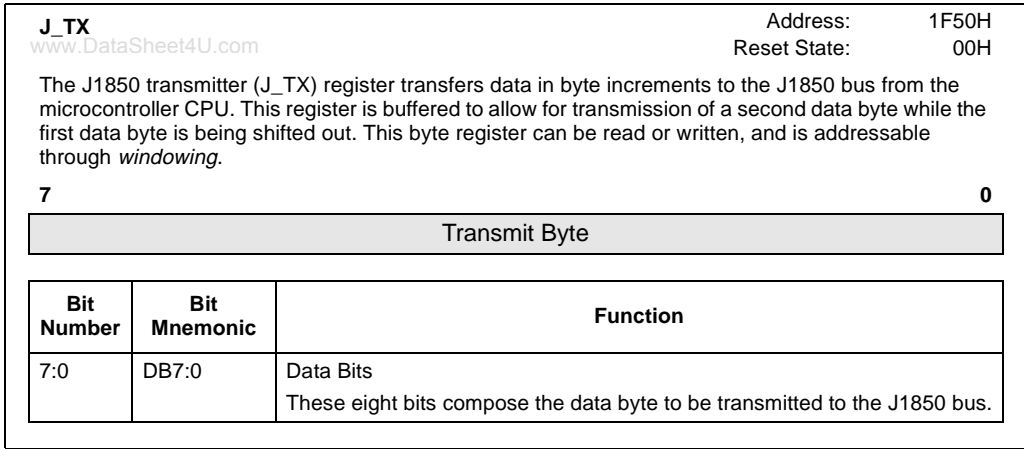 J_TX Address: 1F50H
www.DataSheet4U.com Reset State: 00H
The J1850 transmitter (J_TX) register transfers data in byte increments to the J1850 bus from the
microcontroller CPU. This register is buffered to allow for transmission of a second data byte while the
first data byte is being shifted out. This byte register can be read or written, and is addressable
through windowing.
7 0
Transmit Byte
Bit Number Bit Mnemonic Function
7:0 DB7:0 Data Bits
These eight bits compose the data byte to be transmitted to the J1850 bus.